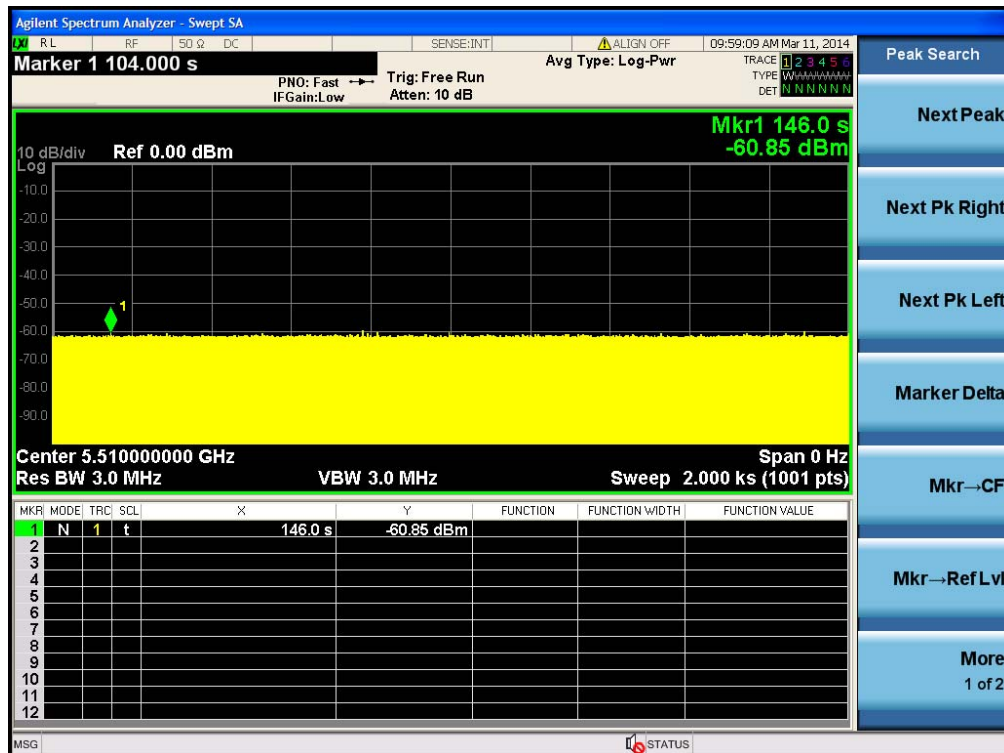 Agilent Spectrum Analyzer - Swept SA
LXI RL RF 50 Ω DC SENSE:INT ALIGN OFF 09:59:09 AM Mar 11, 2014
Marker 1 104.000 s
PNO: Fast
IFGain:Low
Trig: Free Run
Atten: 10 dB
Avg Type: Log-Pwr
TRACE 1 2 3 4 5 6
TYPE
DET N N N N N N
Mkr1 146.0 s
-60.85 dBm
10 dB/div Ref 0.00 dBm
Log
-10.0
-20.0
-30.0
-40.0
-50.0
-60.0
-70.0
-80.0
-90.0
1
Center 5.510000000 GHz Span 0 Hz
Res BW 3.0 MHz VBW 3.0 MHz Sweep 2.000 ks (1001 pts)
MKR MODE TRC SCL X Y FUNCTION FUNCTION WIDTH FUNCTION VALUE
1 N 1 t 146.0 s -60.85 dBm
2
3
4
5
6
7
8
9
10
11
12
MSG STATUS
Peak Search
Next Peak
Next Pk Right
Next Pk Left
Marker Delta
Mkr→CF
Mkr→Ref Lvl
More
1 of 2